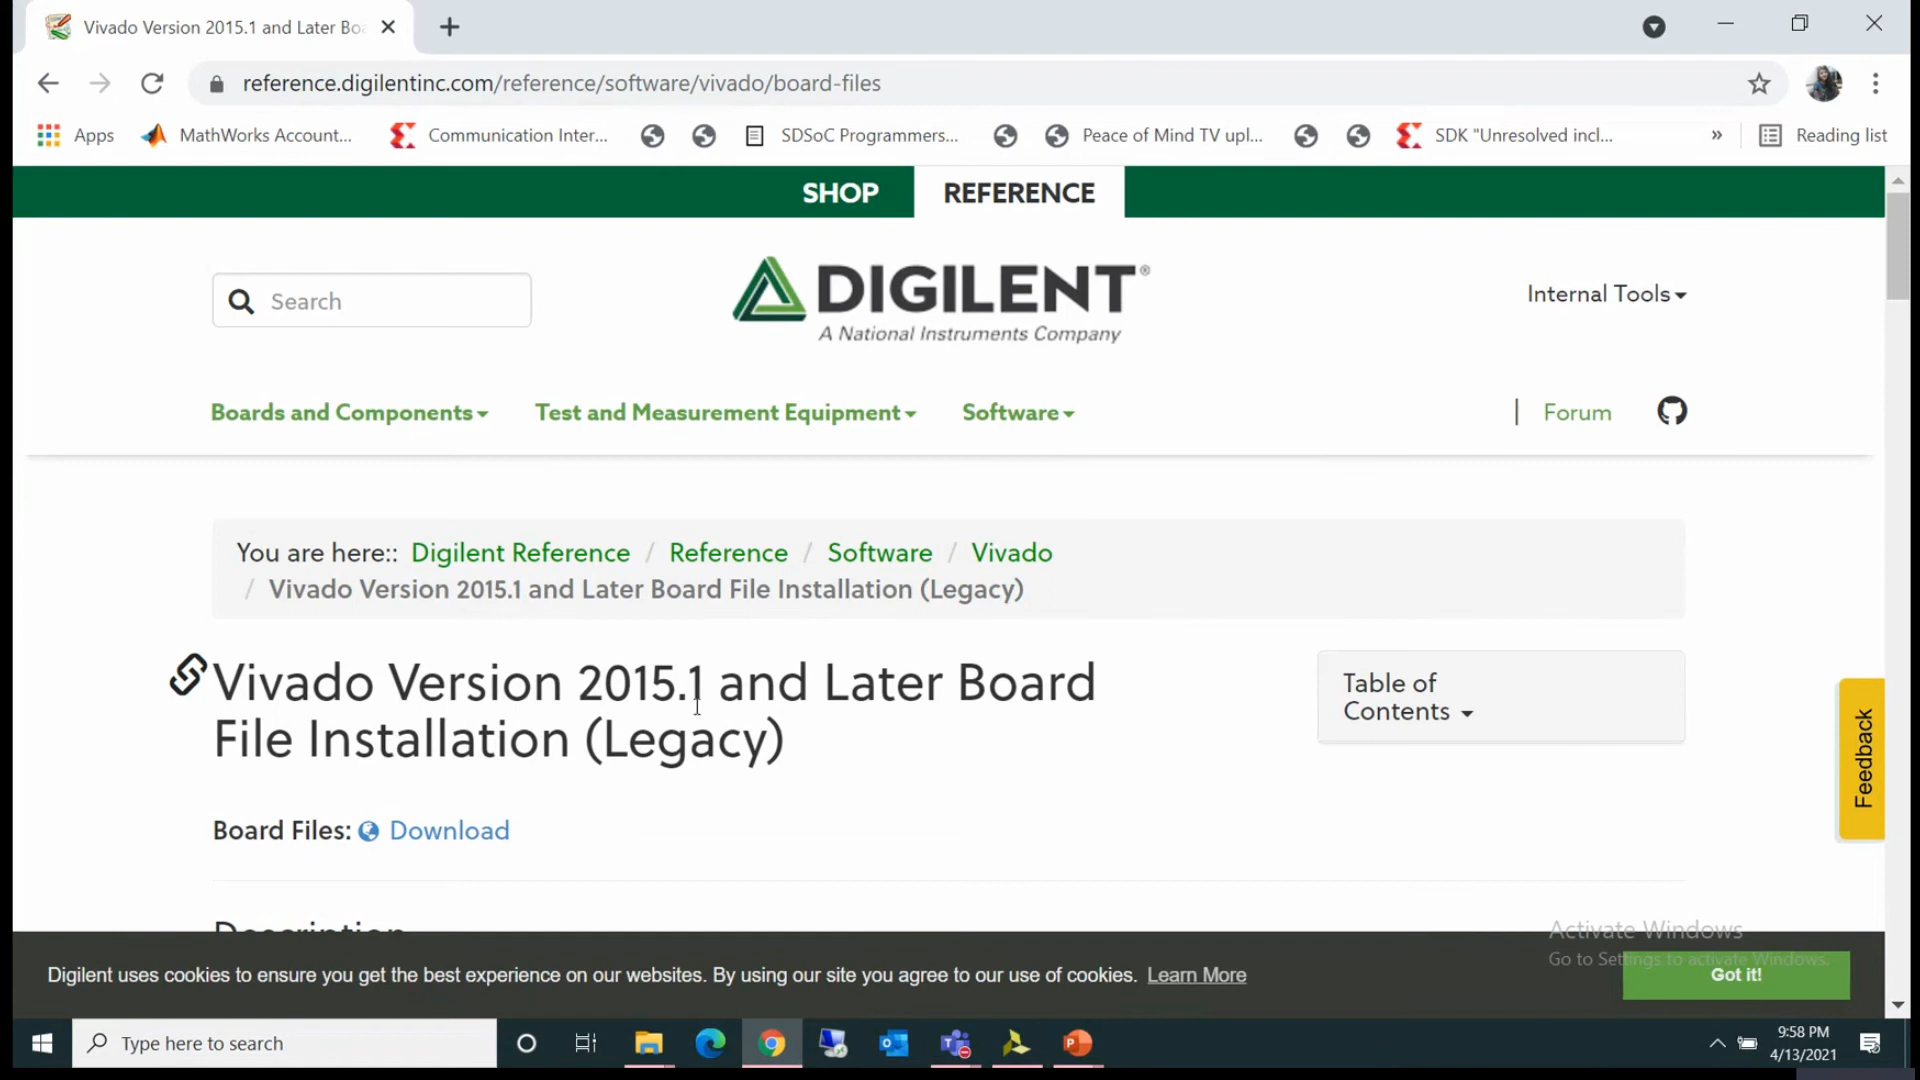 Vivado Version 2015.1 and Later Bo
reference.digilentinc.com/reference/software/vivado/board-files
Apps MathWorks Account... Communication Inter... SDSoC Programmers... Peace of Mind TV upl... SDK "Unresolved incl... » Reading list
SHOP REFERENCE
Search
DIGILENT®
A National Instruments Company
Internal Tools
Boards and Components Test and Measurement Equipment Software | Forum
You are here:: Digilent Reference / Reference / Software / Vivado
/ Vivado Version 2015.1 and Later Board File Installation (Legacy)
Vivado Version 2015.1 and Later Board
File Installation (Legacy)
Table of
Contents
Board Files: Download
Feedback
Description
Activate Windows
Go to Settings to activate Windows.
Digilent uses cookies to ensure you get the best experience on our websites. By using our site you agree to our use of cookies. Learn More
Got it!
Type here to search
9:58 PM
4/13/2021